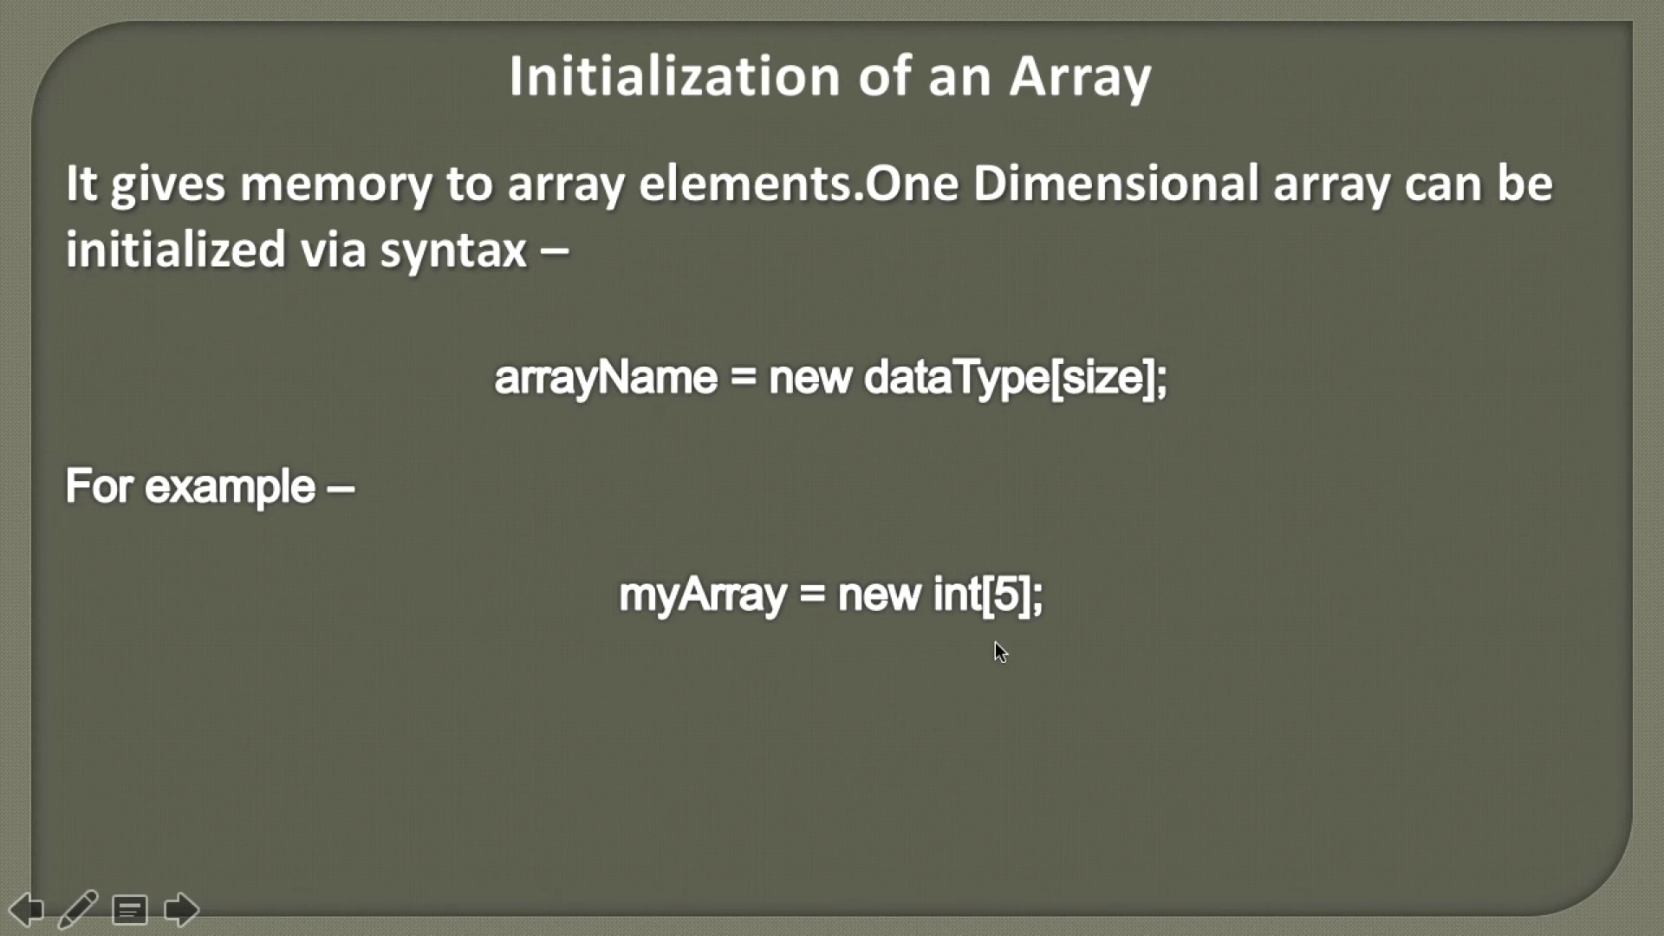 Initialization of an Array
It gives memory to array elements.One Dimensional array can be
initialized via syntax –
arrayName = new dataType[size];
For example –
myArray = new int[5];